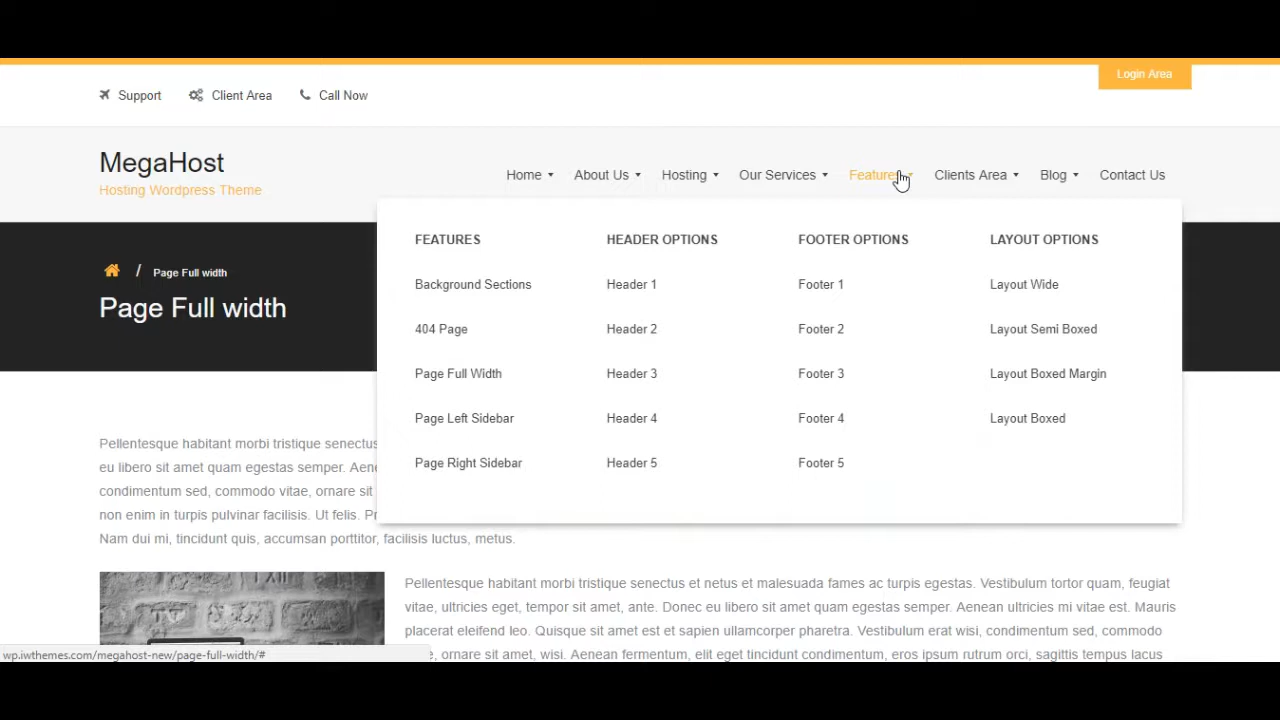 Login Area
Support Client Area Call Now
MegaHost
Hosting Wordpress Theme
Home About Us Hosting Our Services Features Clients Area Blog Contact Us
FEATURES HEADER OPTIONS FOOTER OPTIONS LAYOUT OPTIONS
Background Sections Header 1 Footer 1 Layout Wide
404 Page Header 2 Footer 2 Layout Semi Boxed
Page Full Width Header 3 Footer 3 Layout Boxed Margin
Page Left Sidebar Header 4 Footer 4 Layout Boxed
Page Right Sidebar Header 5 Footer 5
/ Page Full width
Page Full width
Pellentesque habitant morbi tristique senectus
eu libero sit amet quam egestas semper. Aene
condimentum sed, commodo vitae, ornare sit
non enim in turpis pulvinar facilisis. Ut felis. Pr
Nam dui mi, tincidunt quis, accumsan porttitor, facilisis luctus, metus.
Pellentesque habitant morbi tristique senectus et netus et malesuada fames ac turpis egestas. Vestibulum tortor quam, feugiat
vitae, ultricies eget, tempor sit amet, ante. Donec eu libero sit amet quam egestas semper. Aenean ultricies mi vitae est. Mauris
placerat eleifend leo. Quisque sit amet est et sapien ullamcorper pharetra. Vestibulum erat wisi, condimentum sed, commodo
, ornare sit amet, wisi. Aenean fermentum, elit eget tincidunt condimentum, eros ipsum rutrum orci, sagittis tempus lacus
wp.iwthemes.com/megahost-new/page-full-width/#